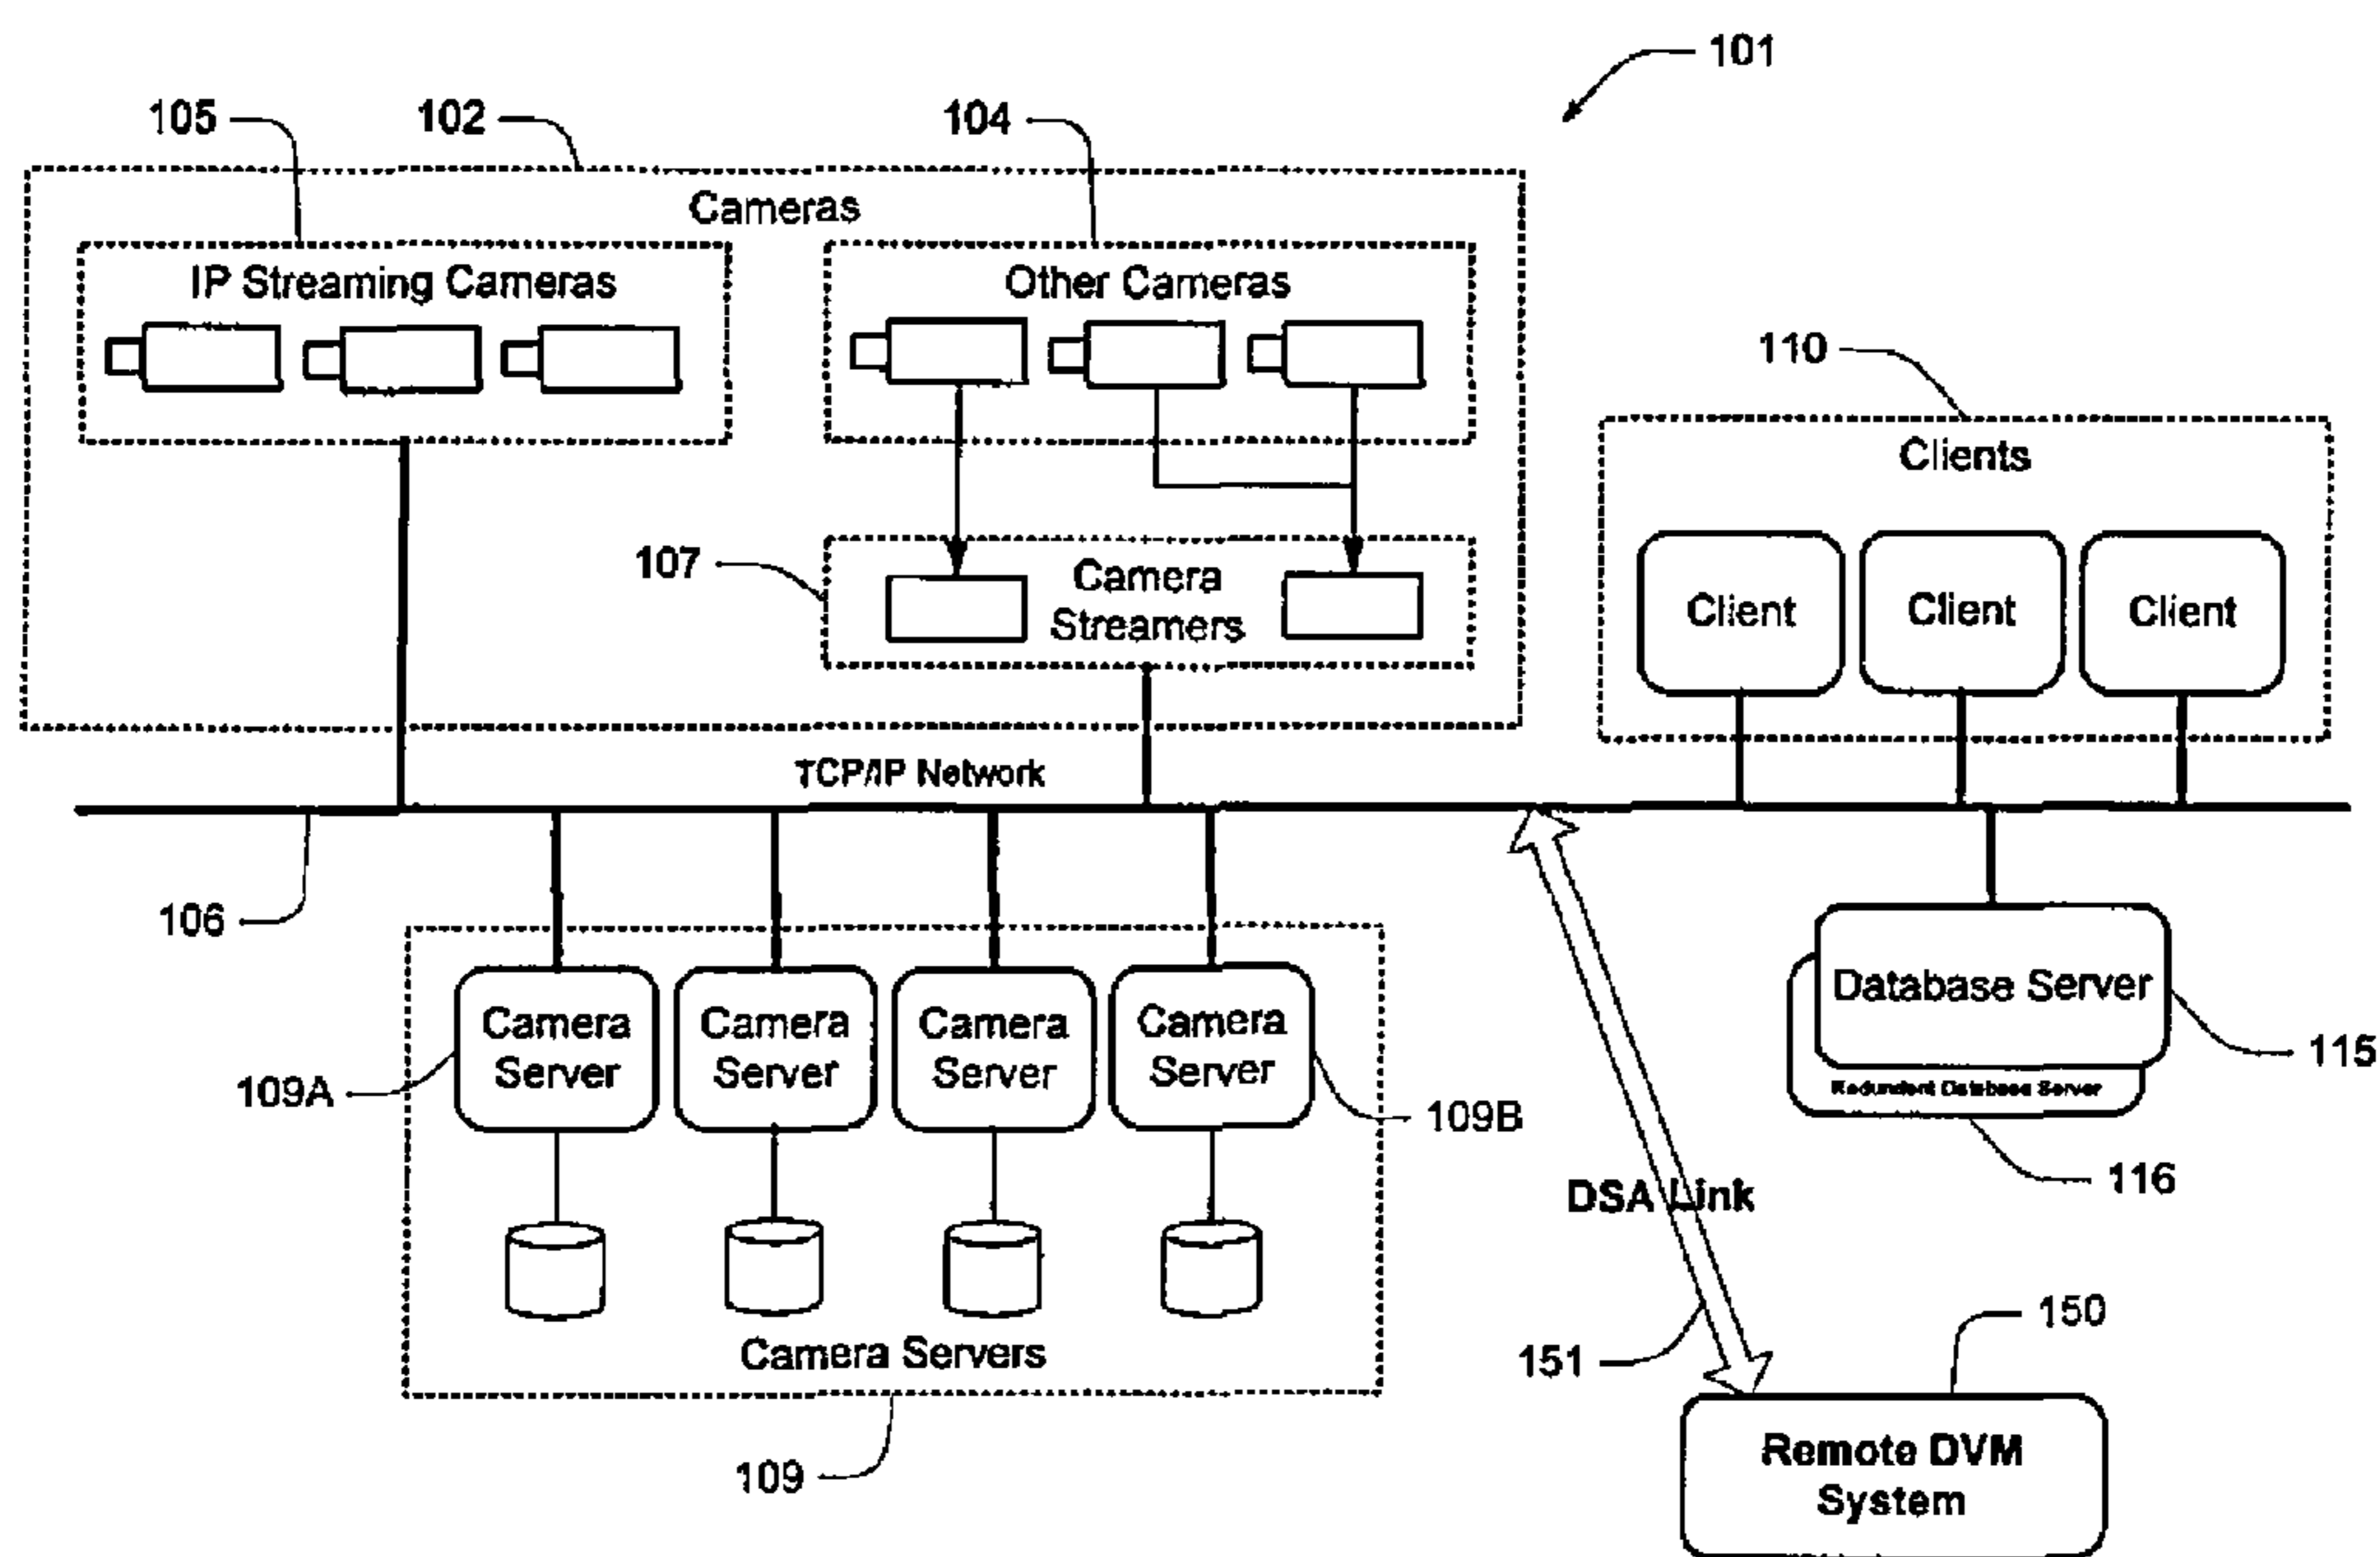 101
105
102
104
Cameras
IP Streaming Cameras
Other Cameras
110
Clients
107
Camera
Streamers
Client
Client
Client
TCP/IP Network
106
Camera
Server
Camera
Server
Camera
Server
Camera
Server
Database Server
115
Redundant Database Server
109A
109B
116
DSA Link
Camera Servers
151
150
109
Remote DVM
System